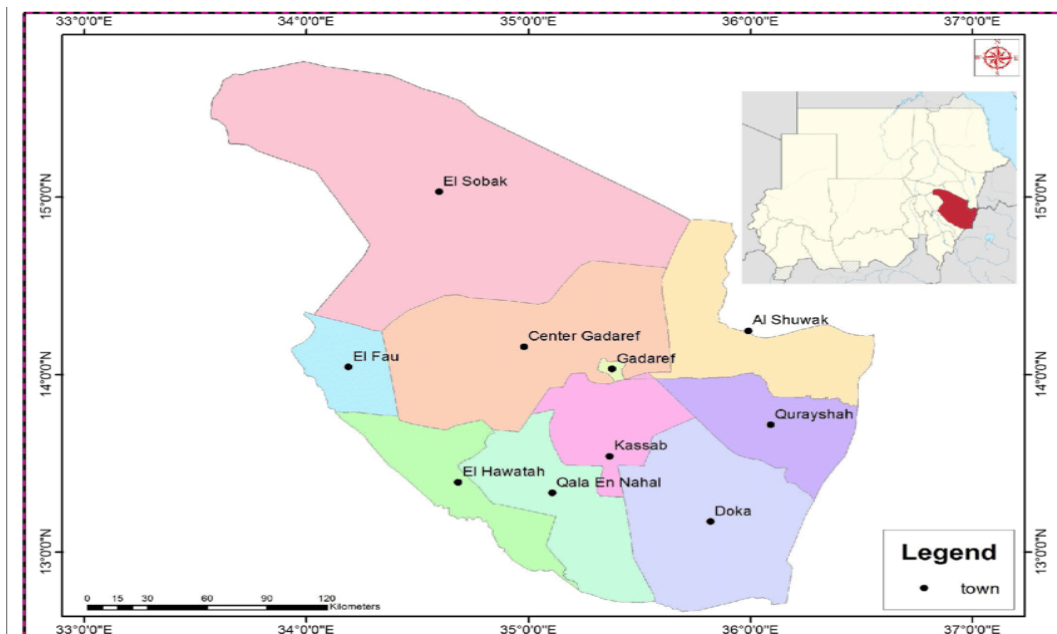 33°0'0"E 34°0'0"E 35°0'0"E 36°0'0"E 37°0'0"E
N
15°0'0"N
15°0'0"N
El Sobak
Al Shuwak
Center Gadaref
El Fau
Gadaref
14°0'0"N
14°0'0"N
Qurayshah
Kassab
El Hawatah
Qala En Nahal
Doka
13°0'0"N
13°0'0"N
Legend
town
0 15 30 60 90 120
Kilometers
33°0'0"E 34°0'0"E 35°0'0"E 36°0'0"E 37°0'0"E